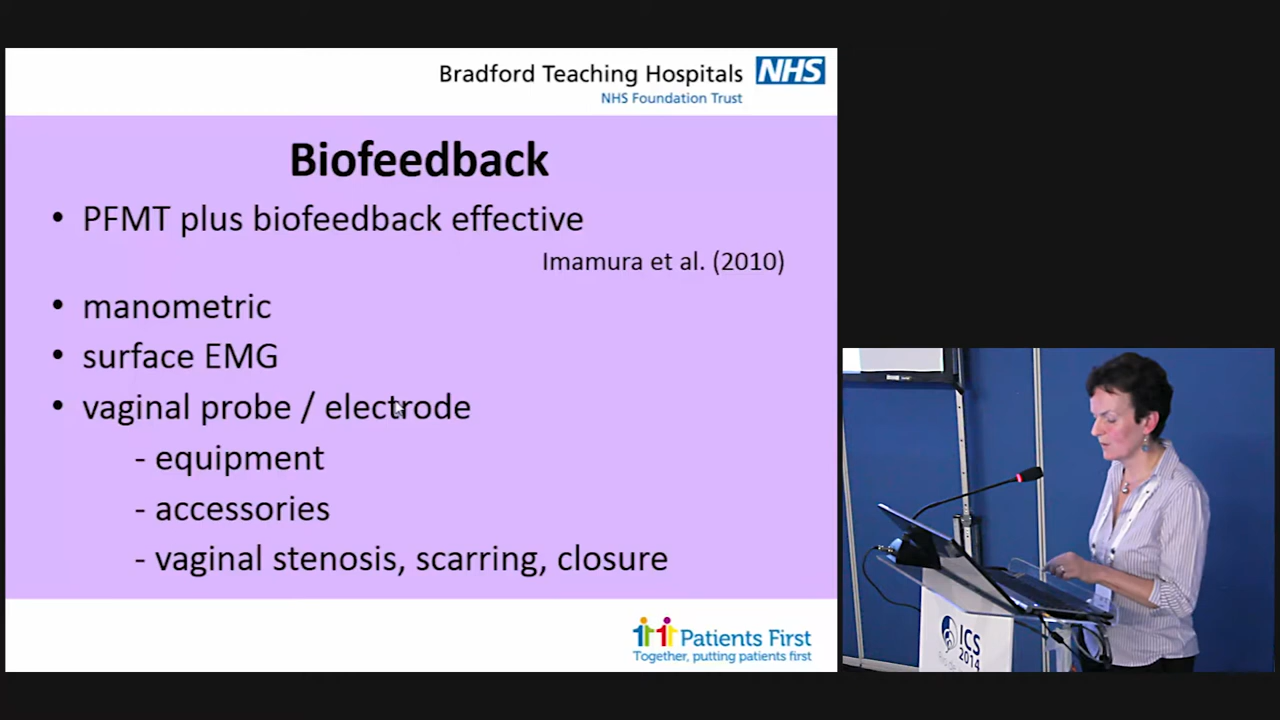 Bradford Teaching Hospitals NHS
NHS Foundation Trust
Biofeedback
• PFMT plus biofeedback effective
Imamura et al. (2010)
• manometric
• surface EMG
• vaginal probe / electrode
- equipment
- accessories
- vaginal stenosis, scarring, closure
Patients First
Together, putting patients first
ICS
2014